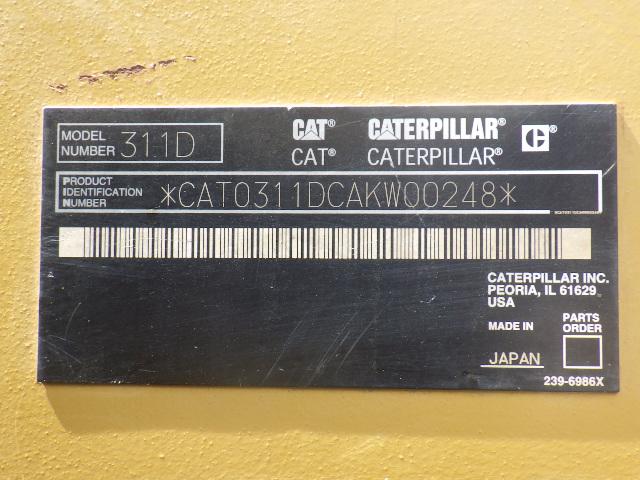 MODEL NUMBER 311D
CAT® CATERPILLAR® C
CAT® CATERPILLAR®
PRODUCT IDENTIFICATION NUMBER *CAT0311DCAKW00248*
CATERPILLAR INC.
PEORIA, IL 61629
USA
MADE IN JAPAN
PARTS ORDER
239-6986X